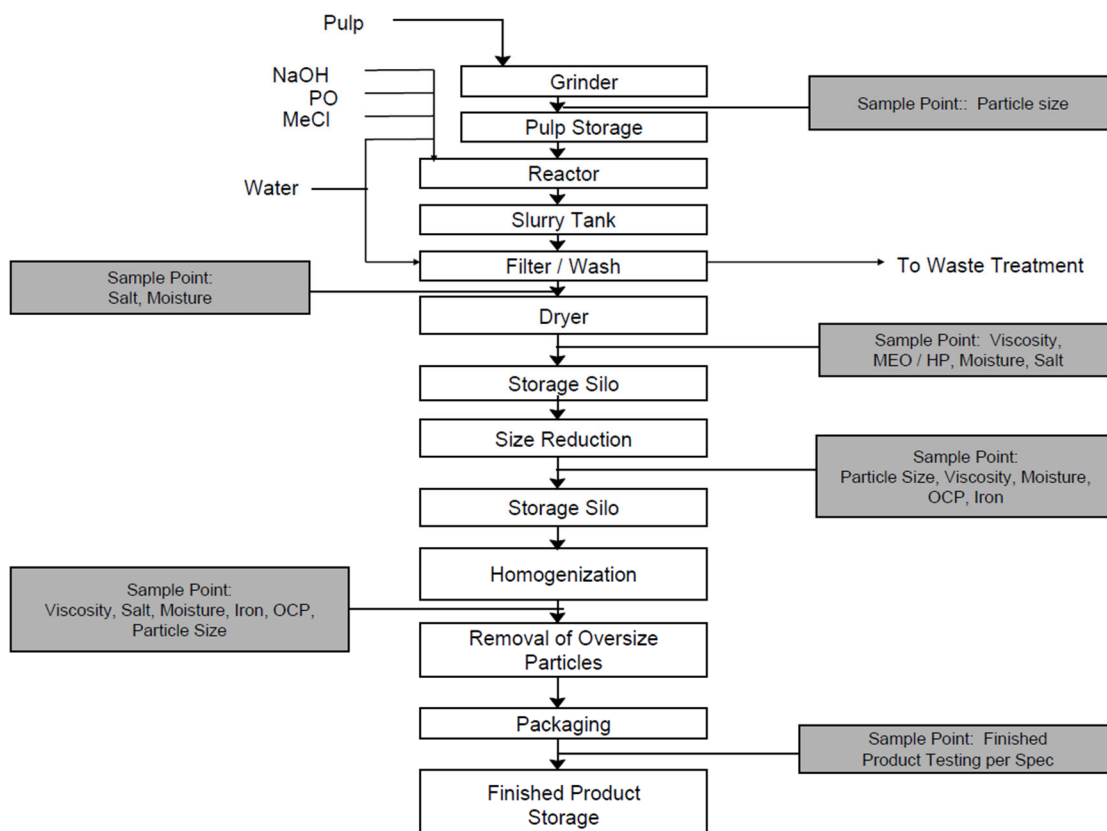 Pulp
NaOH
PO
MeCl
Water
Grinder
Sample Point:: Particle size
Pulp Storage
Reactor
Slurry Tank
Filter / Wash
To Waste Treatment
Sample Point:
Salt, Moisture
Dryer
Sample Point: Viscosity,
MEO / HP, Moisture, Salt
Storage Silo
Size Reduction
Sample Point:
Particle Size, Viscosity, Moisture,
OCP, Iron
Storage Silo
Homogenization
Sample Point:
Viscosity, Salt, Moisture, Iron, OCP,
Particle Size
Removal of Oversize
Particles
Packaging
Sample Point: Finished
Product Testing per Spec
Finished Product
Storage